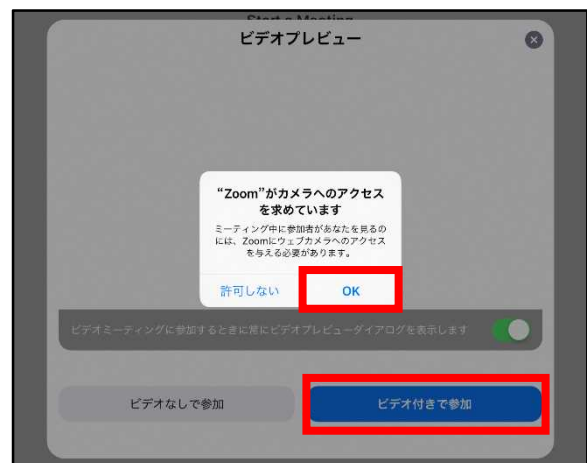 Start a Meeting
ビデオプレビュー
“Zoom”がカメラへのアクセス
を求めています
ミーティング中に参加者があなたを見るの
には、Zoomにウェブカメラへのアクセス
を与える必要があります。
許可しない OK
ビデオミーティングに参加するときに常にビデオプレビューダイアログを表示します
ビデオなしで参加 ビデオ付きで参加